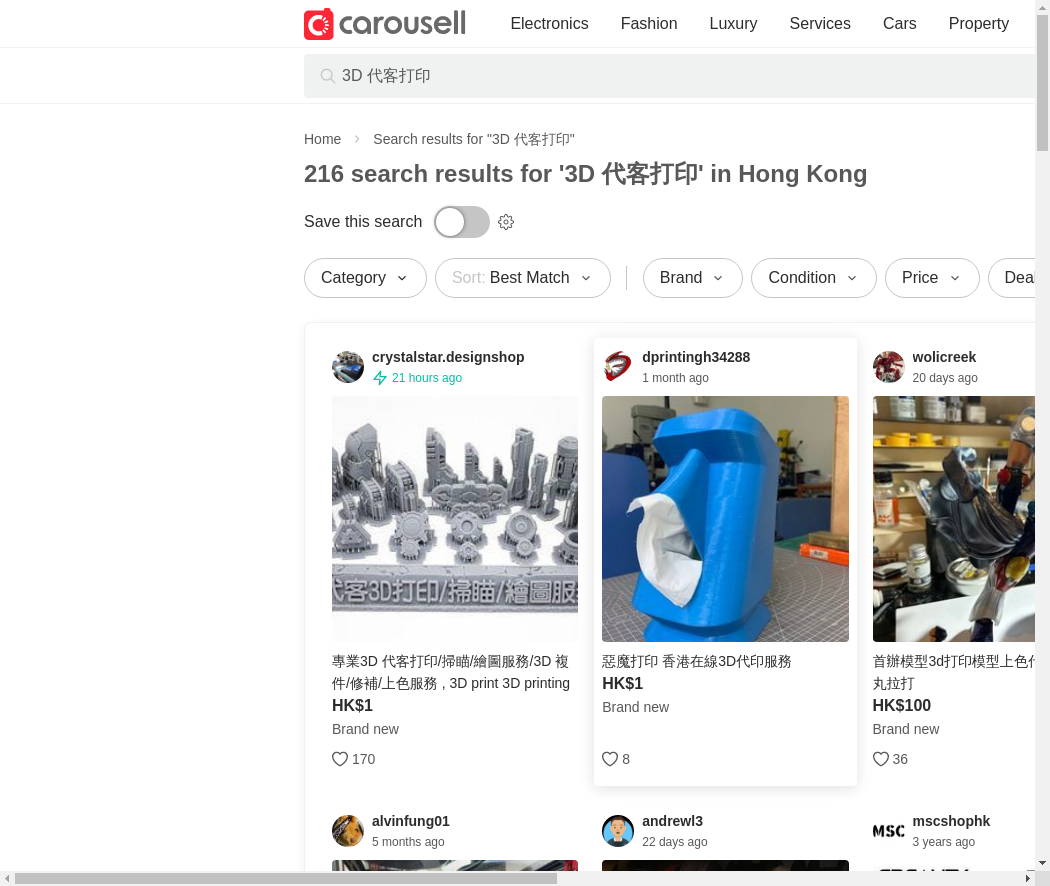 carousell
Electronics
Fashion
Luxury
Services
Cars
Property
3D 代客打印
Home
Search results for "3D 代客打印"
216 search results for '3D 代客打印' in Hong Kong
Save this search
Category
Sort: Best Match
Brand
Condition
Price
Deal
crystalstar.designshop
21 hours ago
代客3D打印/掃瞄/繪圖服
專業3D 代客打印/掃瞄/繪圖服務/3D 複
件/修補/上色服務 , 3D print 3D printing
HK$1
Brand new
170
dprintingh34288
1 month ago
惡魔打印 香港在線3D代印服務
HK$1
Brand new
8
wolicreek
20 days ago
首辦模型3d打印模型上色
丸拉打
HK$100
Brand new
36
alvinfung01
5 months ago
andrewl3
22 days ago
MSC
mscshophk
3 years ago